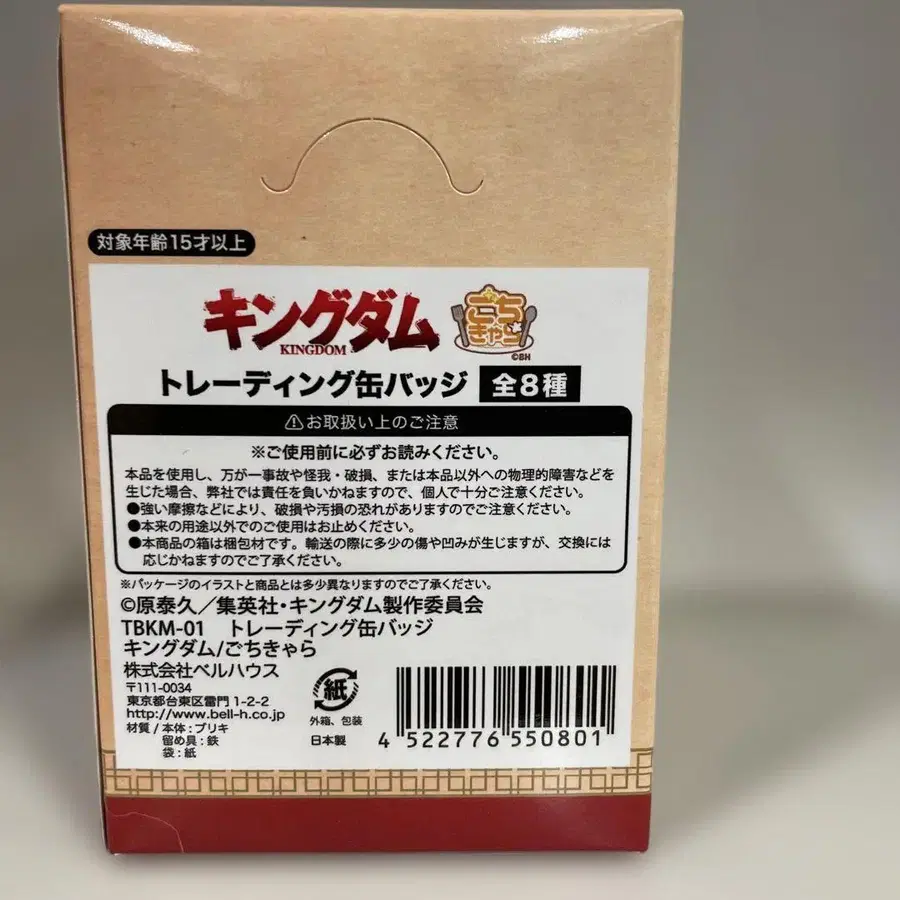 対象年齢15才以上
キングダム
KINGDOM
ごち
きゃら
©BH
トレーディング缶バッジ 全8種
⚠お取扱い上のご注意
※ご使用前に必ずお読みください。
本品を使用し、万が一事故や怪我・破損、または本品以外への物理的障害などを
生じた場合、弊社では責任を負いかねますので、個人で十分ご注意ください。
●強い摩擦などにより、破損や汚損の恐れがありますのでご注意ください。
●本来の用途以外でのご使用はお止めください。
●本商品の箱は梱包材です。輸送の際に多少の傷や凹みが生じますが、交換には
応じかねますのでご了承ください。
※パッケージのイラストと商品とは多少異なりますのでご了承ください。
©原泰久／集英社・キングダム製作委員会
TBKM-01 トレーディング缶バッジ
キングダム/ごちきゃら
株式会社ベルハウス
〒111-0034
東京都台東区雷門 1-2-2
http://www.bell-h.co.jp
材質 / 本体 : ブリキ
留め具 : 鉄
袋 : 紙
紙
外箱、包装
日本製
4 522776 550801